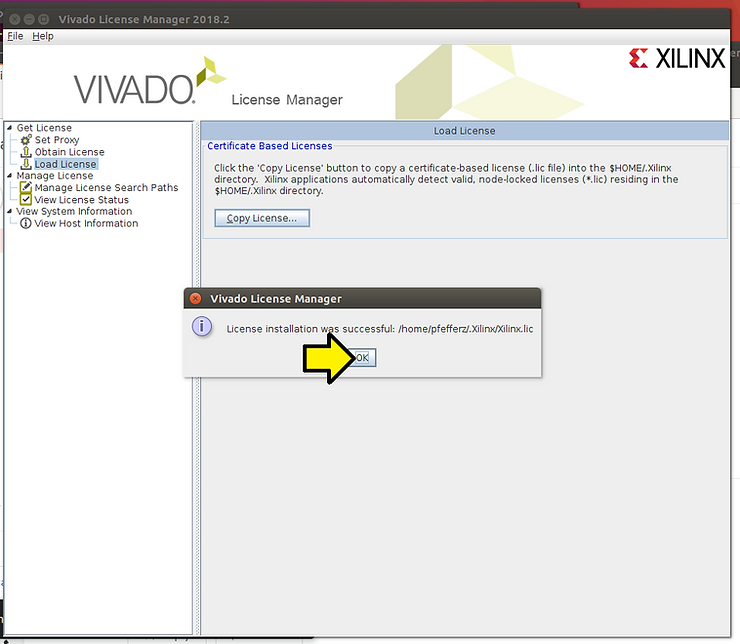 Vivado License Manager 2018.2
File Help
VIVADO.
License Manager
XILINX
Get License
Set Proxy
Obtain License
Load License
Manage License
Manage License Search Paths
View License Status
View System Information
View Host Information
Load License
Certificate Based Licenses
Click the 'Copy License' button to copy a certificate-based license (.lic file) into the $HOME/.Xilinx
directory. Xilinx applications automatically detect valid, node-locked licenses (*.lic) residing in the
$HOME/.Xilinx directory.
Copy License...
Vivado License Manager
License installation was successful: /home/pfefferz/.Xilinx/Xilinx.lic
OK